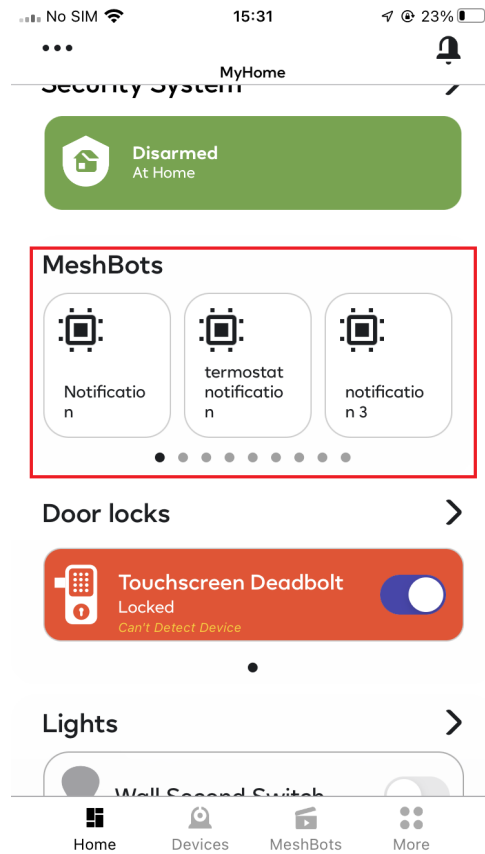 No SIM 15:31 23%
MyHome
Security System
Disarmed
At Home
MeshBots
Notificatio
n
termostat
notificatio
n
notificatio
n 3
Door locks
Touchscreen Deadbolt
Locked
Can't Detect Device
Lights
Wall Second Switch
Home Devices MeshBots More